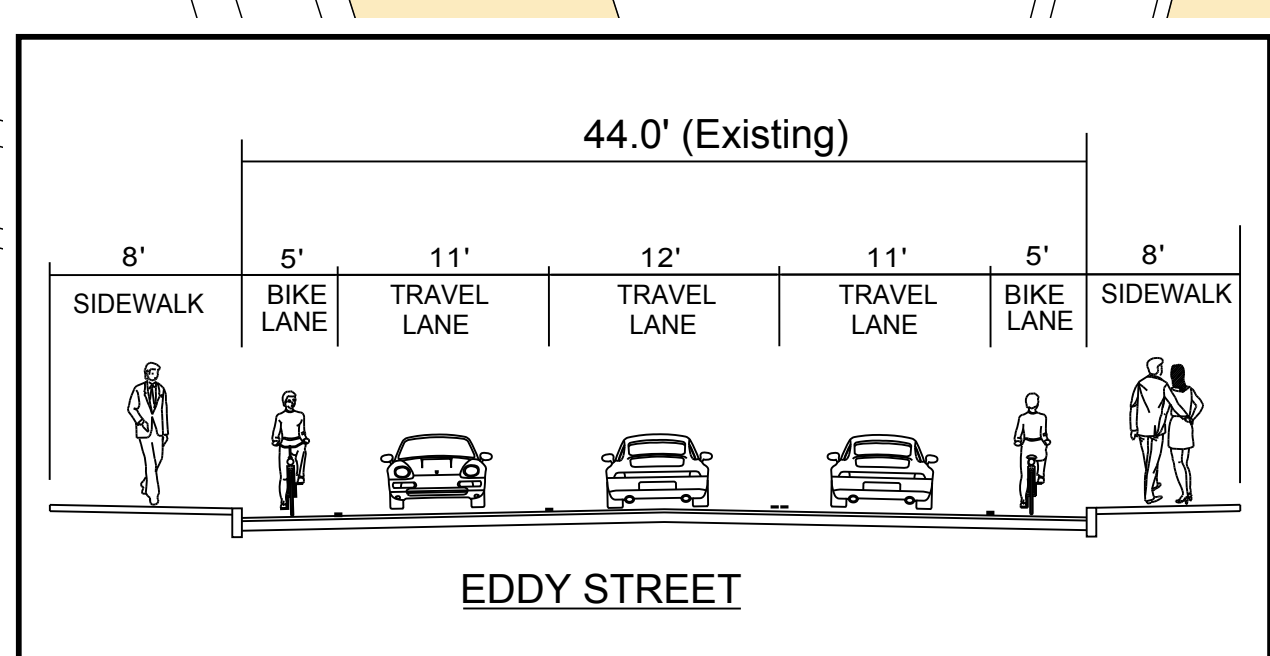 44.0' (Existing)
8' 5' 11' 12' 11' 5' 8'
SIDEWALK BIKE TRAVEL TRAVEL TRAVEL BIKE SIDEWALK
LANE LANE LANE LANE LANE
EDDY STREET